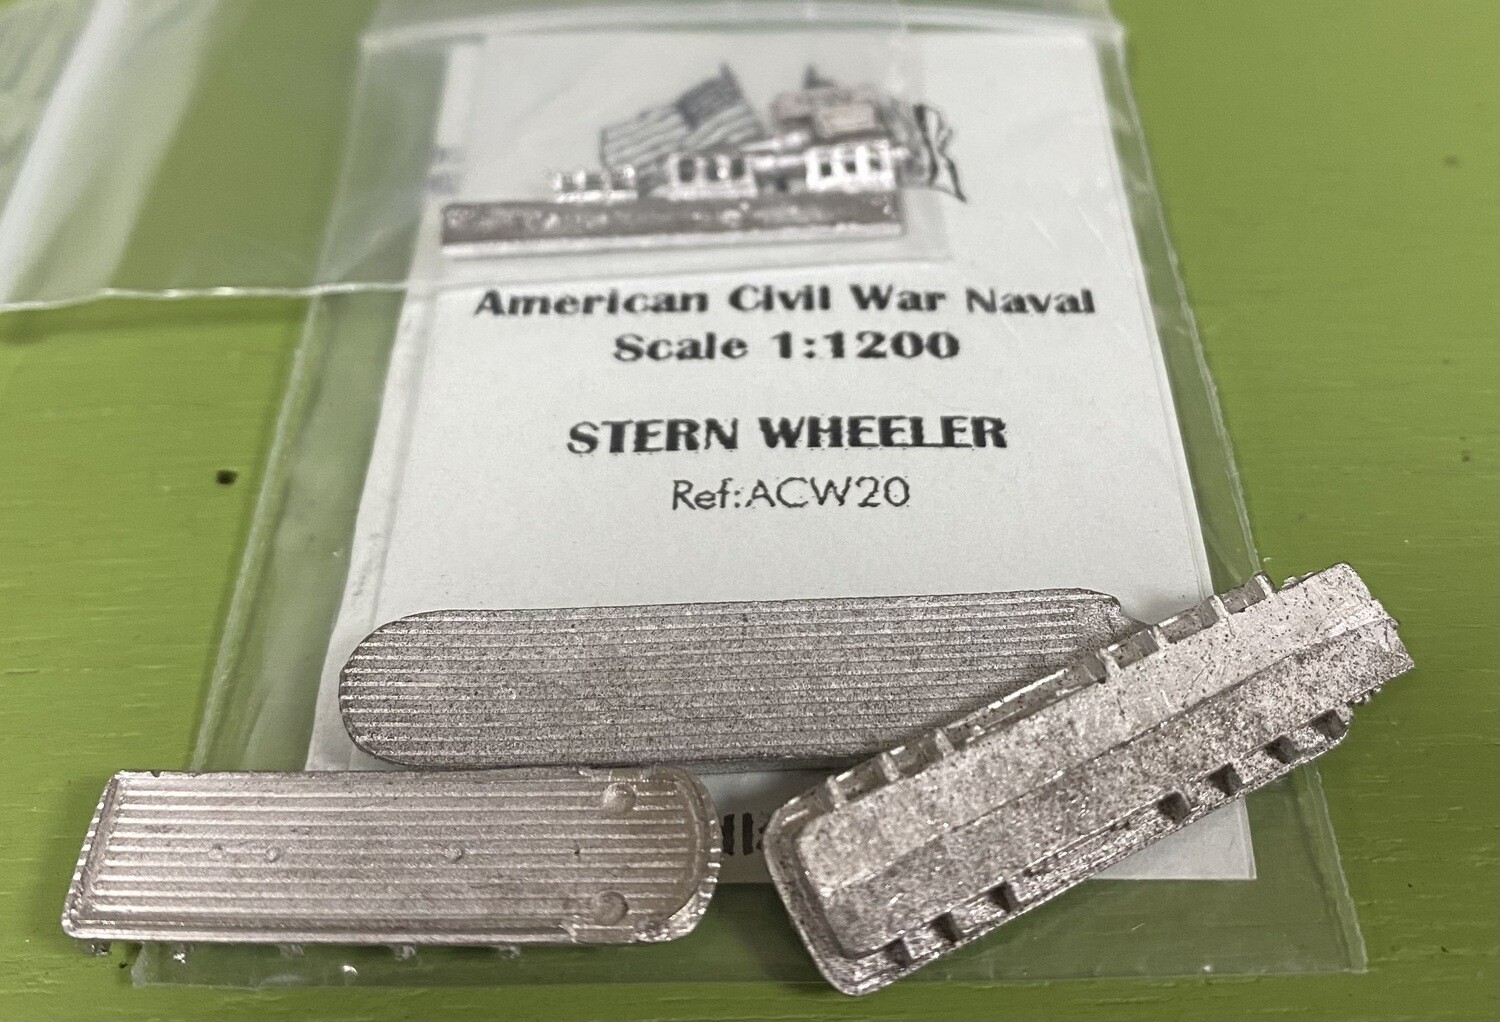 American Civil War Naval
Scale 1:1200
STERN WHEELER
Ref:ACW20